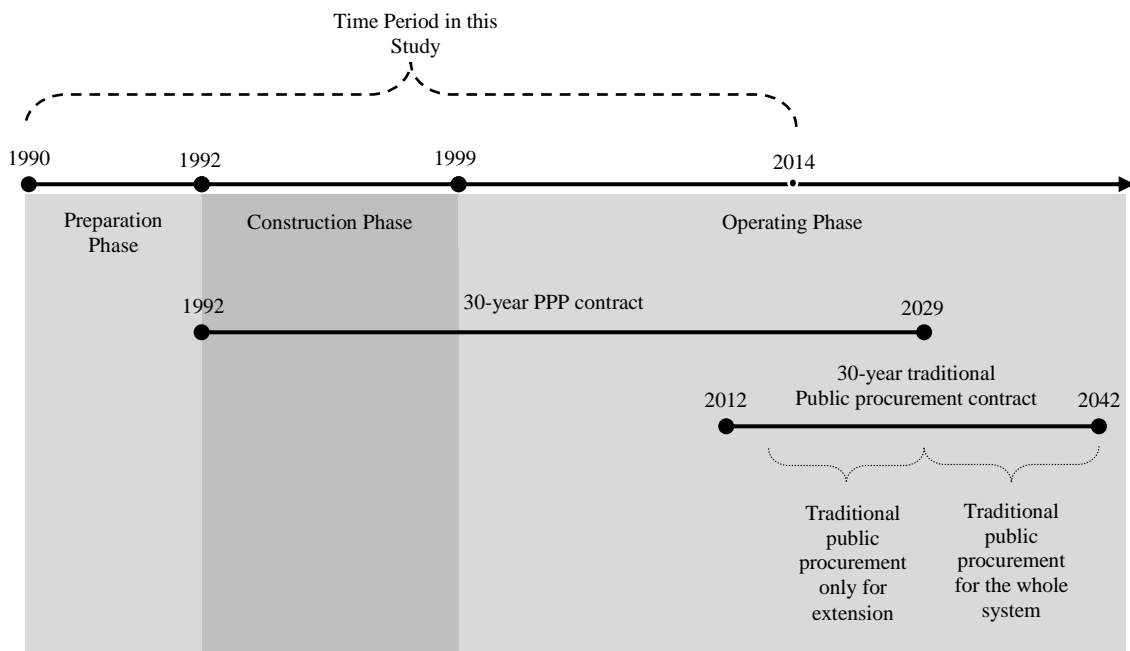 Time Period in this
Study
1990
1992
1999
2014
Preparation
Phase
Construction Phase
Operating Phase
1992
30-year PPP contract
2029
30-year traditional
Public procurement contract
2012
2042
Traditional
public
procurement
only for
extension
Traditional
public
procurement
for the whole
system